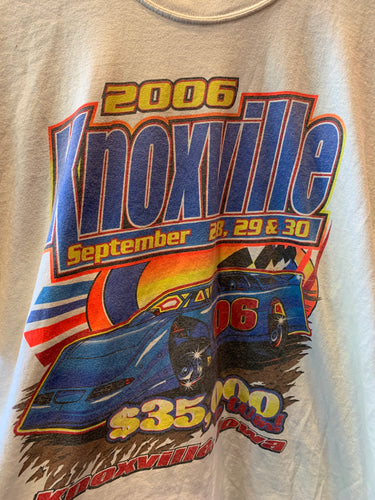 2006
Knoxville
September 28, 29 & 30
06
$35,000
Knoxville, Iowa